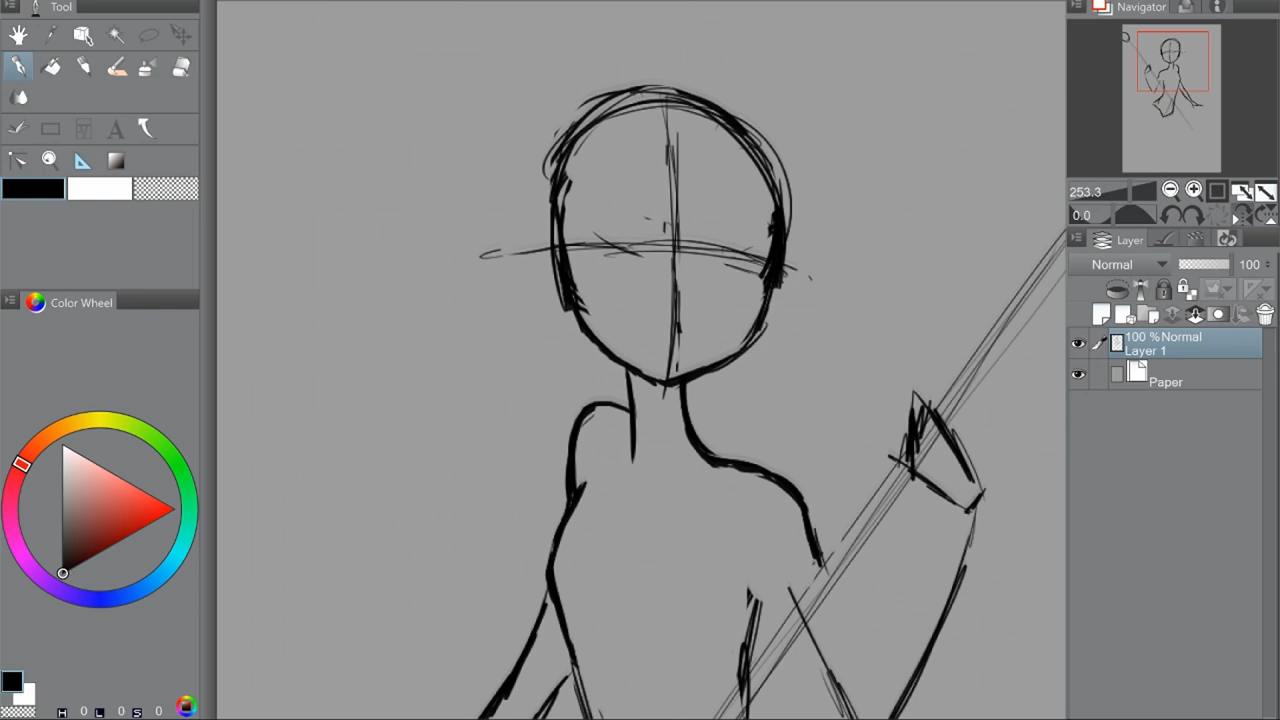 Tool
Navigator
253.3
0.0
Layer
Normal
100
100 %Normal
Layer 1
Paper
Color Wheel
H 0 L 0 S 0